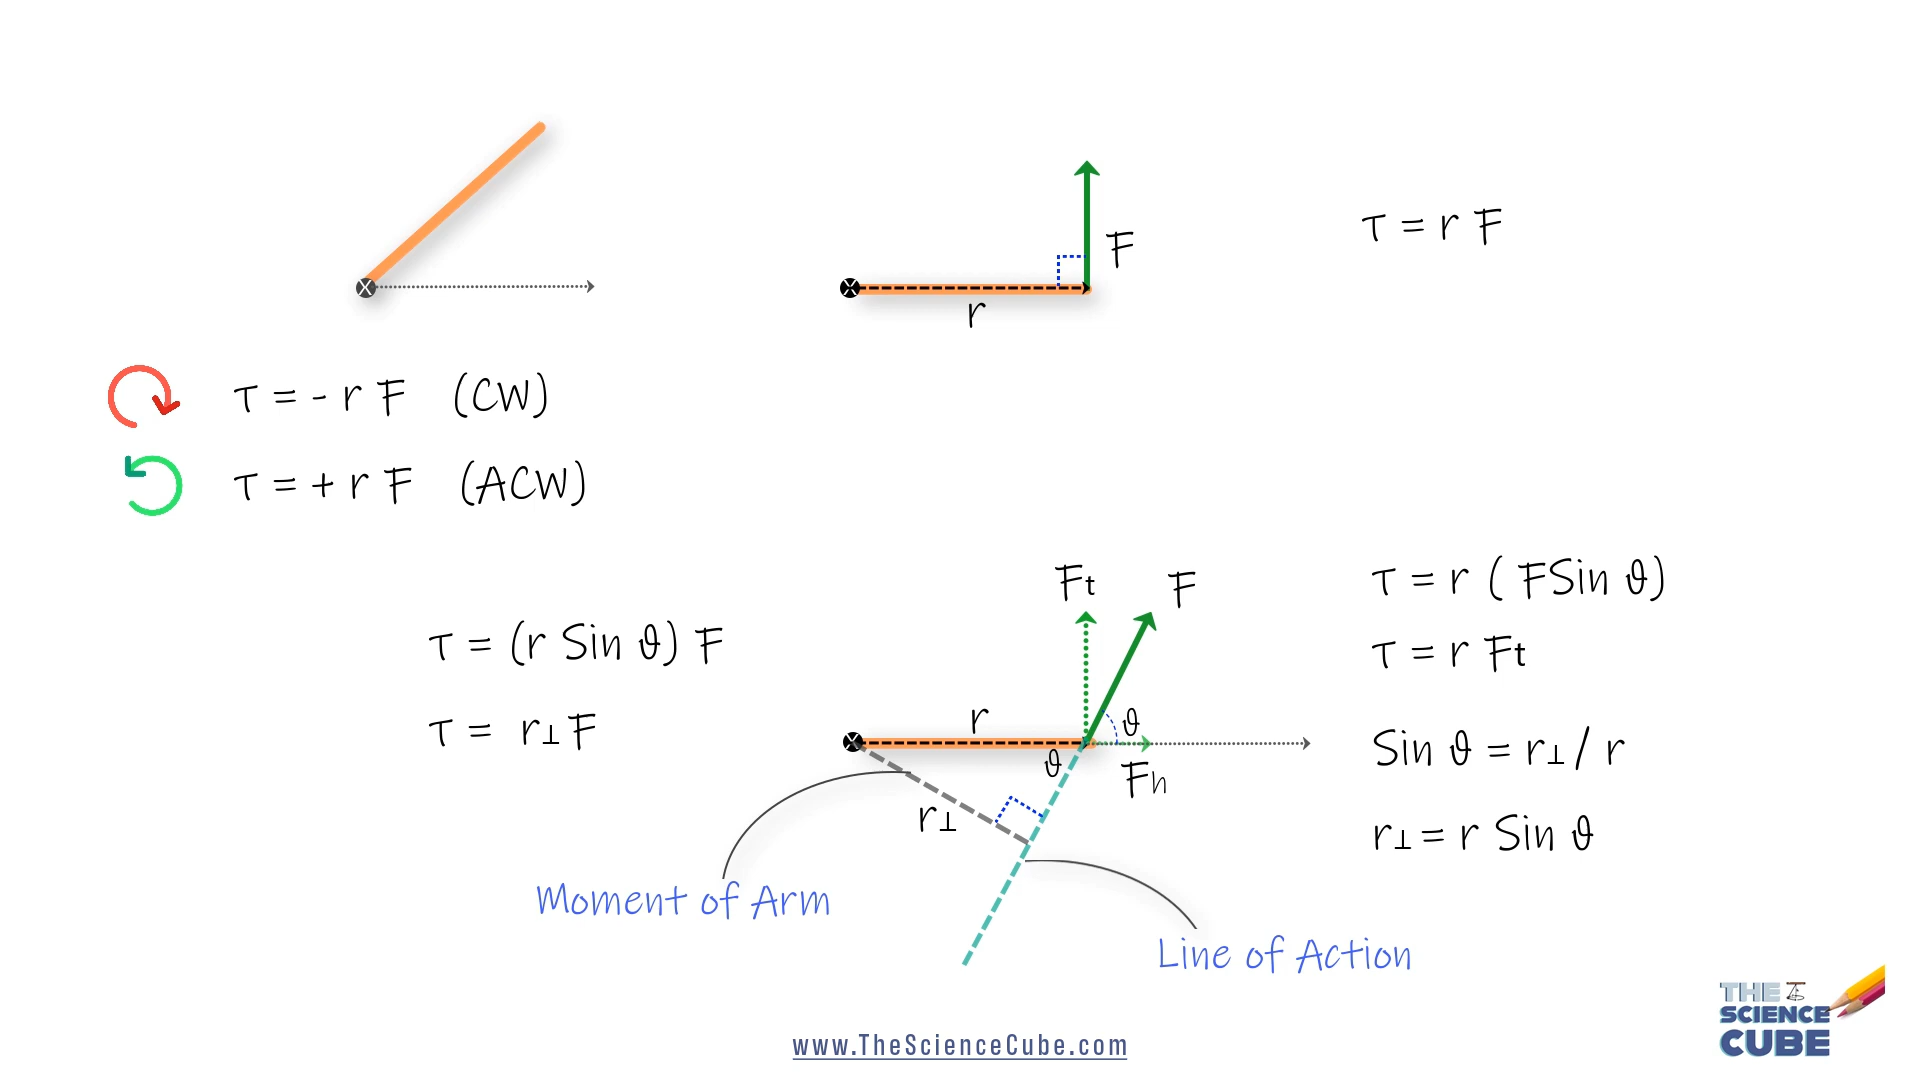 F
r
τ = r F
τ = - r F (CW)
τ = + r F (ACW)
τ = (r Sin θ) F
τ = r⊥ F
Ft
F
r
θ
θ
Fh
r⊥
Moment of Arm
Line of Action
τ = r ( FSin θ)
τ = r Ft
Sin θ = r⊥ / r
r⊥ = r Sin θ
www.TheScienceCube.com
THE
SCIENCE
CUBE